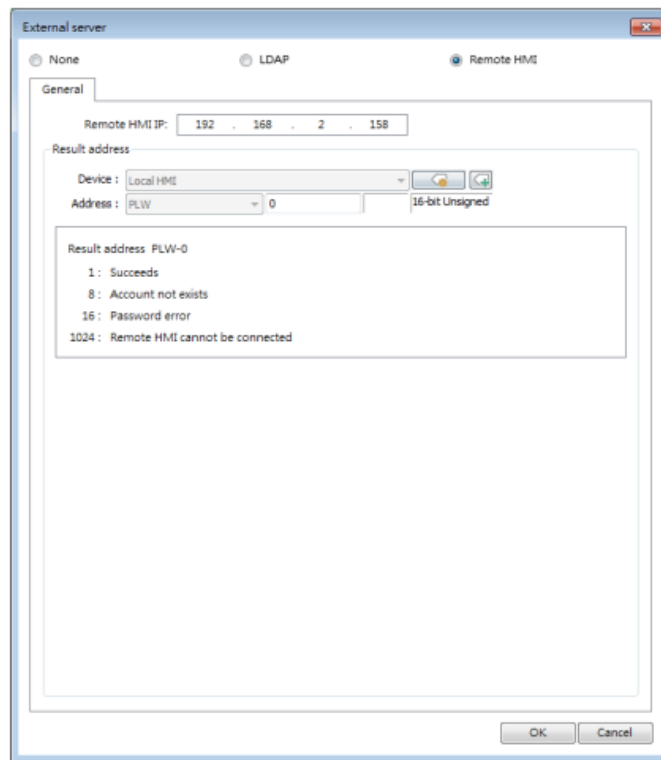 External server
None LDAP Remote HMI
General
Remote HMI IP: 192 . 168 . 2 . 158
Result address
Device : Local HMI
Address : PLW 0 16-bit Unsigned
Result address PLW-0
1 : Succeeds
8 : Account not exists
16 : Password error
1024 : Remote HMI cannot be connected
OK Cancel